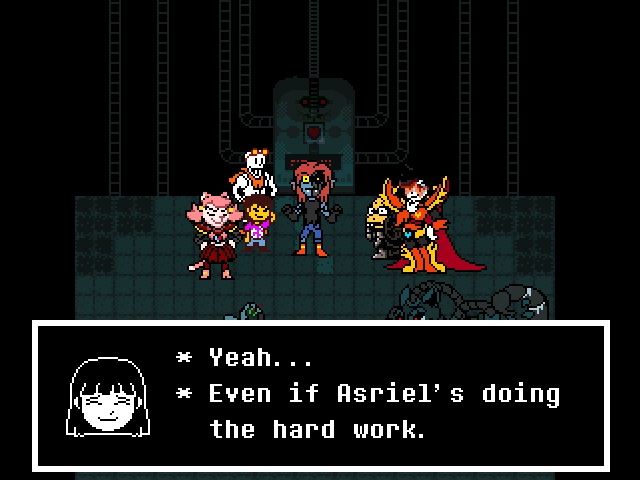 * Yeah...
* Even if Asriel's doing
the hard work.